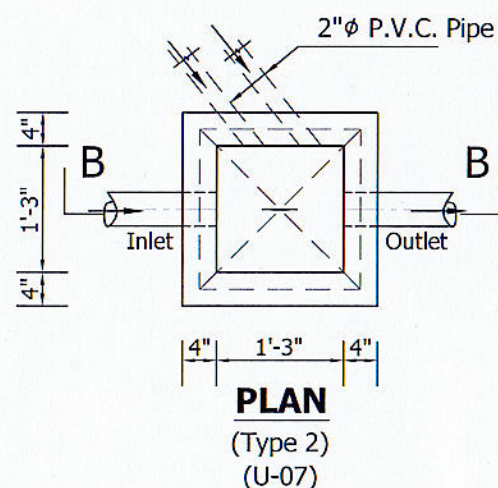 2"ϕ P.V.C. Pipe
4"
B
B
1'-3"
Inlet
Outlet
4"
4"
1'-3"
4"
PLAN
(Type 2)
(U-07)